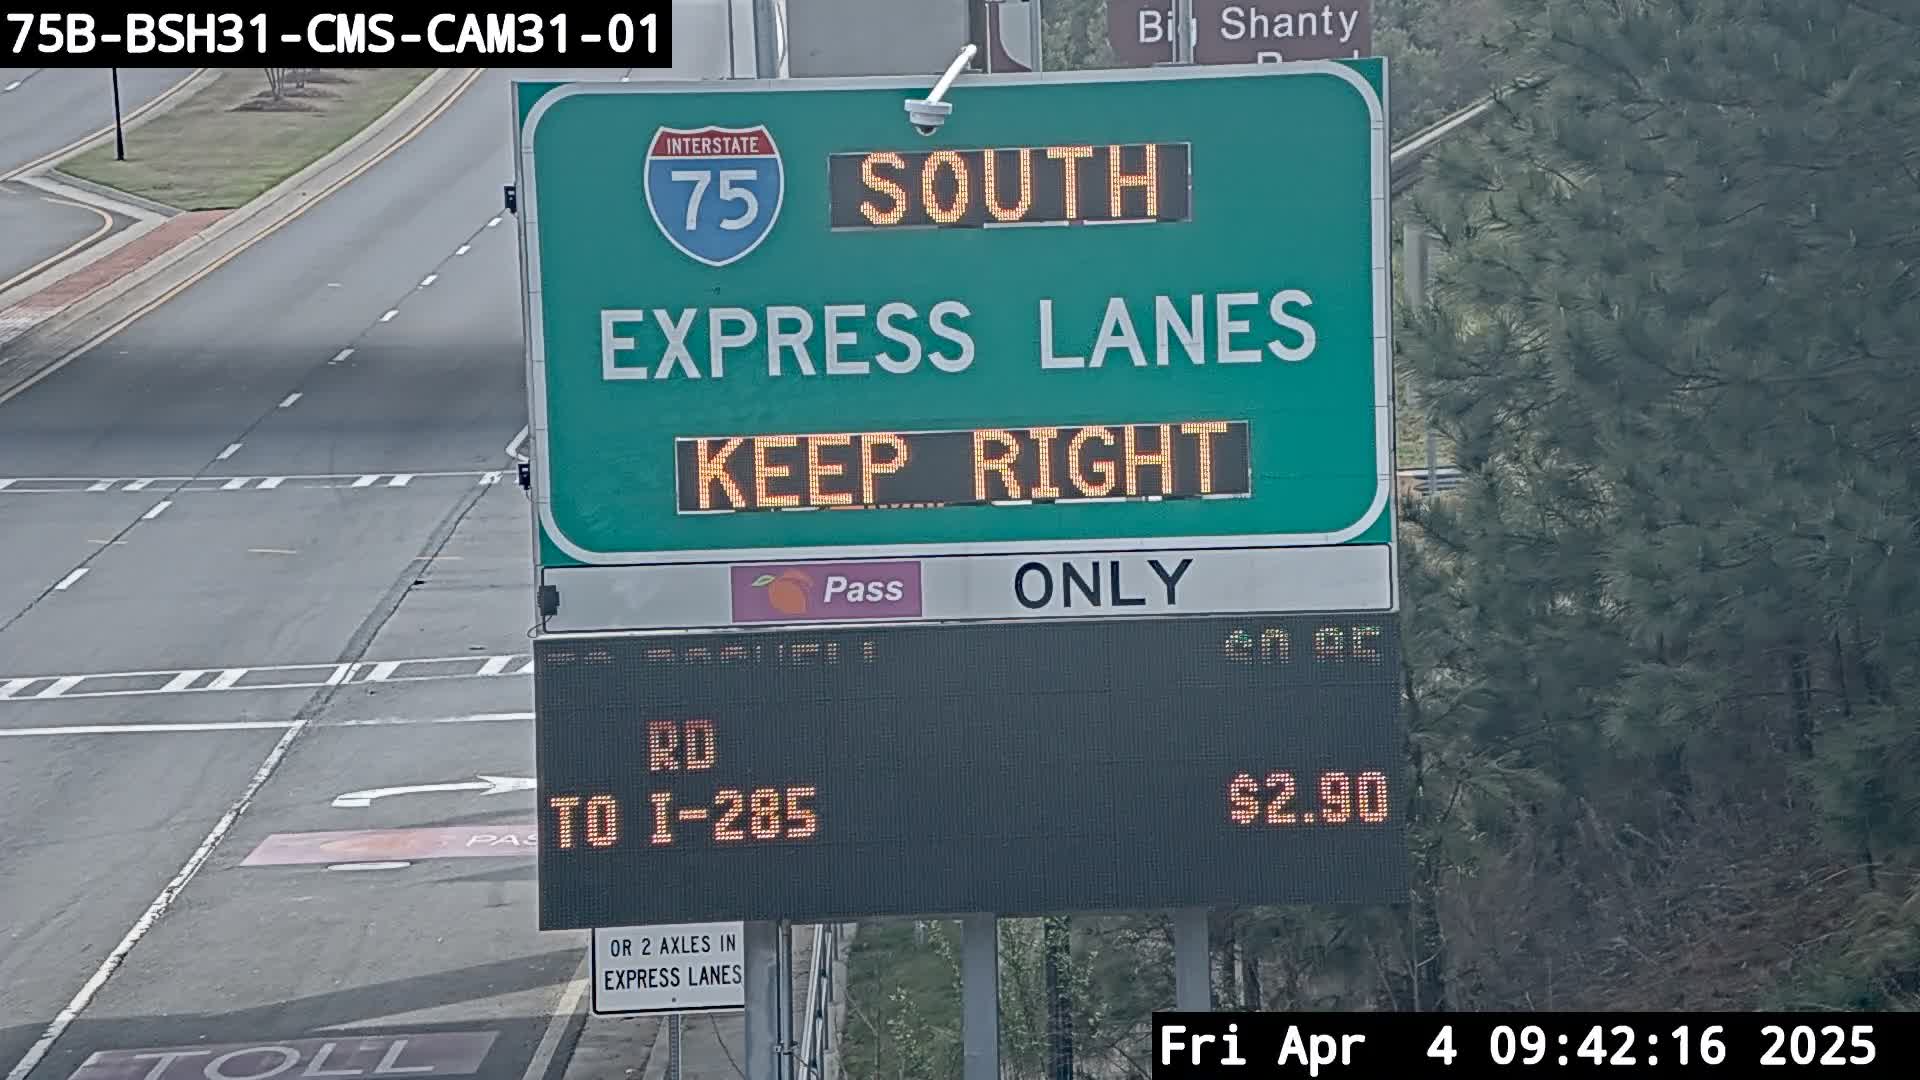 75B-BSH31-CMS-CAM31-01
Big Shanty
INTERSTATE
75
SOUTH
EXPRESS LANES
KEEP RIGHT
Pass ONLY
RD
TO I-285 $2.90
PAS
OR 2 AXLES IN
EXPRESS LANES
TOLL
Fri Apr 4 09:42:16 2025